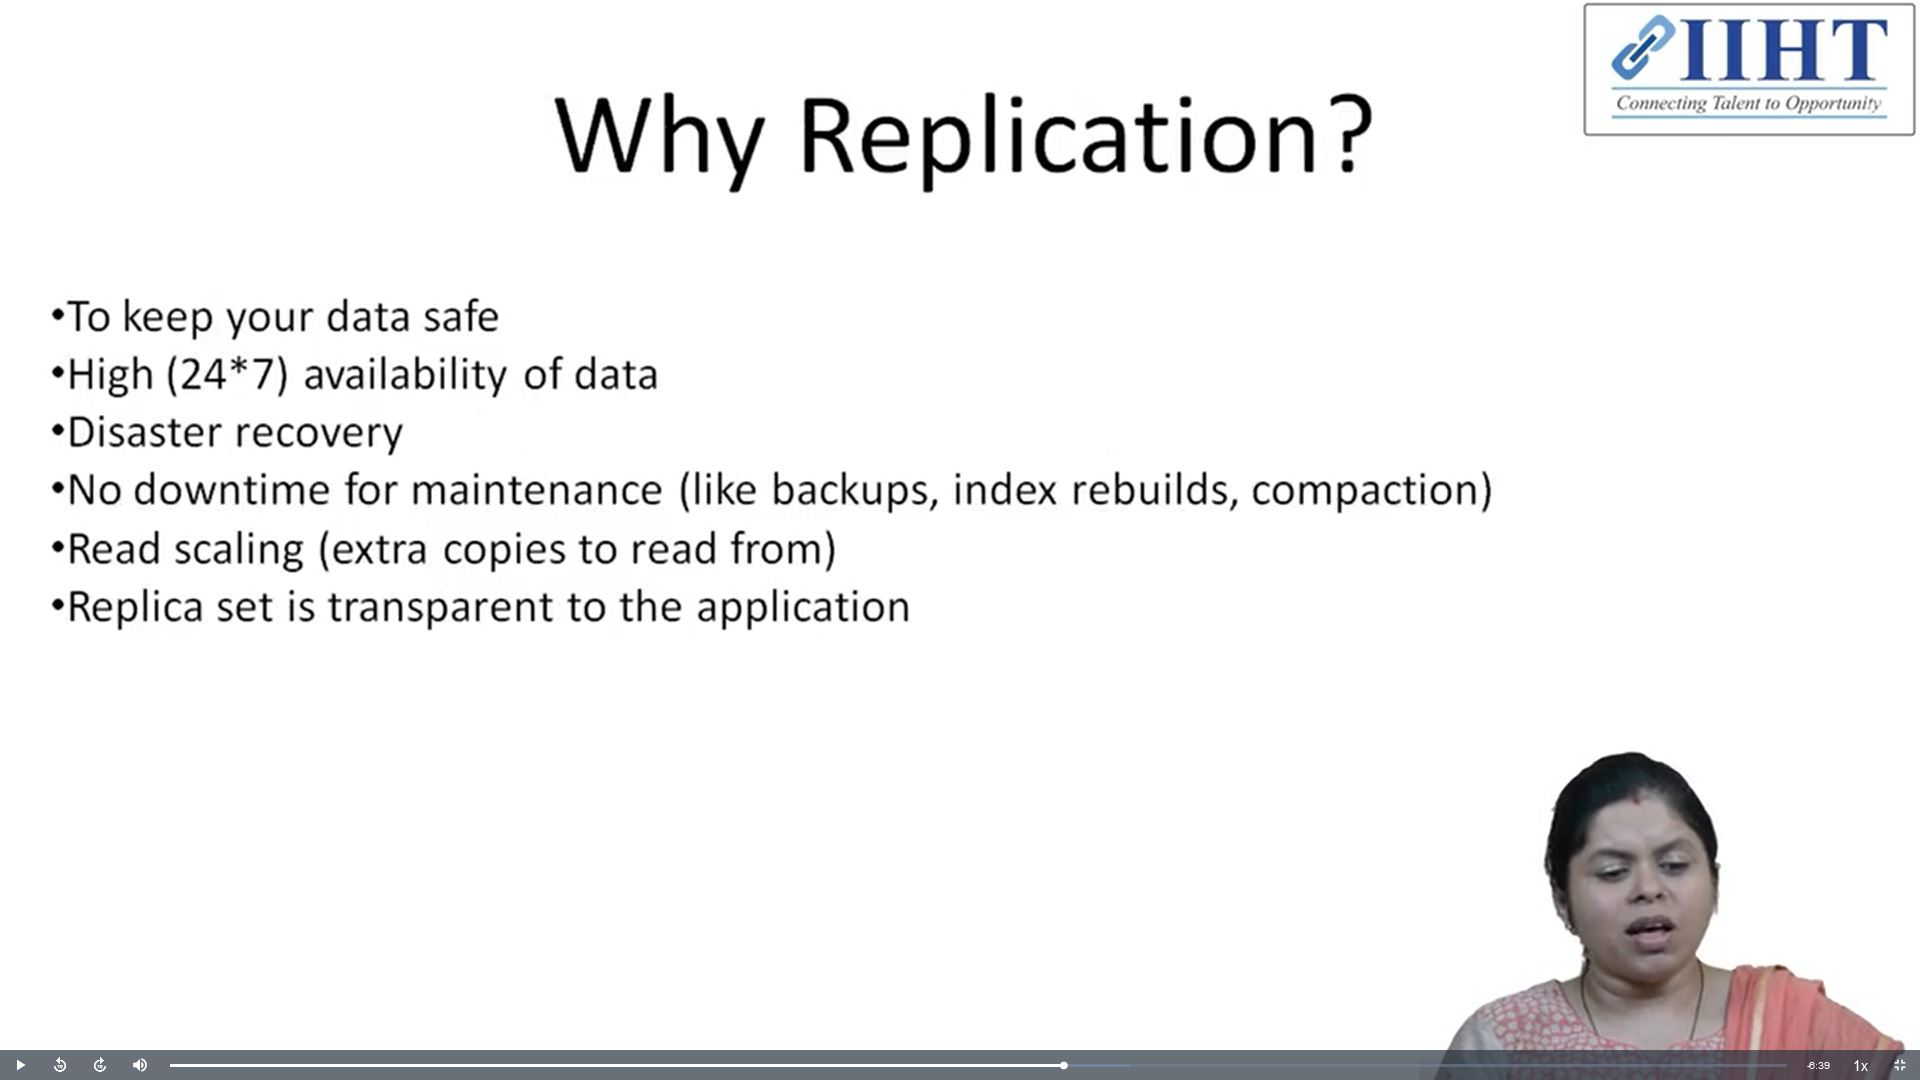 IIHT
Connecting Talent to Opportunity
Why Replication?
•To keep your data safe
•High (24*7) availability of data
•Disaster recovery
•No downtime for maintenance (like backups, index rebuilds, compaction)
•Read scaling (extra copies to read from)
•Replica set is transparent to the application
-6:39
1x